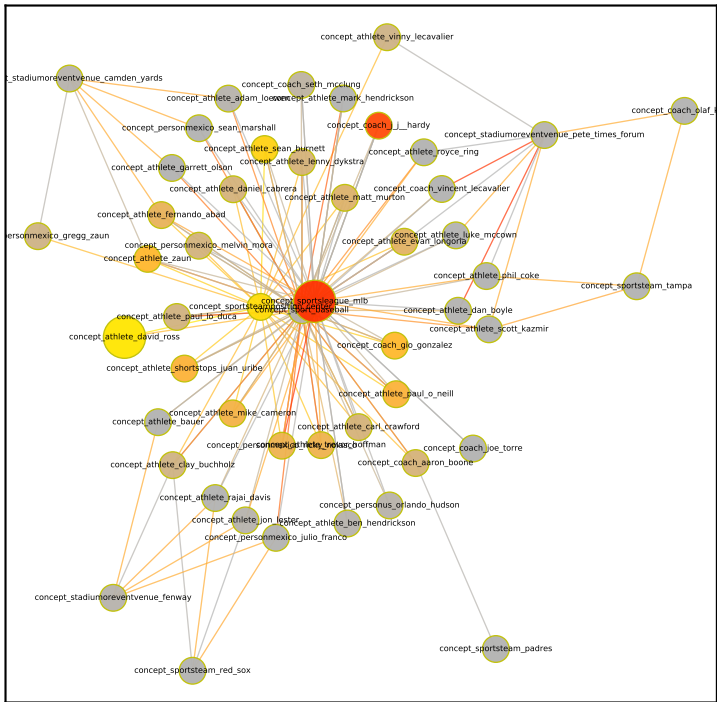 concept_athlete_vinny_lecavalier
t_stadiumoreventvenue_camden_yards
concept_coach_seth_mcclung
concept_athlete_adam_loewen
concept_athlete_mark_hendrickson
concept_coach_olaf_k
concept_personmexico_sean_marshall
concept_coach_j_j__hardy
concept_stadiumoreventvenue_pete_times_forum
concept_athlete_sean_burnett
concept_athlete_royce_ring
concept_athlete_lenny_dykstra
concept_athlete_garrett_olson
concept_athlete_daniel_cabrera
concept_coach_vincent_lecavalier
concept_athlete_matt_murton
concept_athlete_fernando_abad
personmexico_gregg_zaun
concept_personmexico_melvin_mora
concept_athlete_evan_longoria
concept_athlete_luke_mccown
concept_athlete_zaun
concept_athlete_phil_coke
concept_sportsteam_tampa
concept_sportsleague_mlb
concept_sport_baseball
concept_athlete_dan_boyle
concept_athlete_paul_lo_duca
concept_athlete_scott_kazmir
concept_athlete_david_ross
concept_coach_gio_gonzalez
concept_athlete_shortstops_juan_uribe
concept_athlete_paul_o_neill
concept_athlete_mike_cameron
concept_athlete_bauer
concept_athlete_carl_crawford
concept_athlete_trevor_hoffman
concept_coach_joe_torre
concept_athlete_clay_buchholz
concept_coach_aaron_boone
concept_athlete_rajai_davis
concept_personus_orlando_hudson
concept_athlete_jon_lester
concept_athlete_ben_hendrickson
concept_personmexico_julio_franco
concept_stadiumoreventvenue_fenway
concept_sportsteam_padres
concept_sportsteam_red_sox